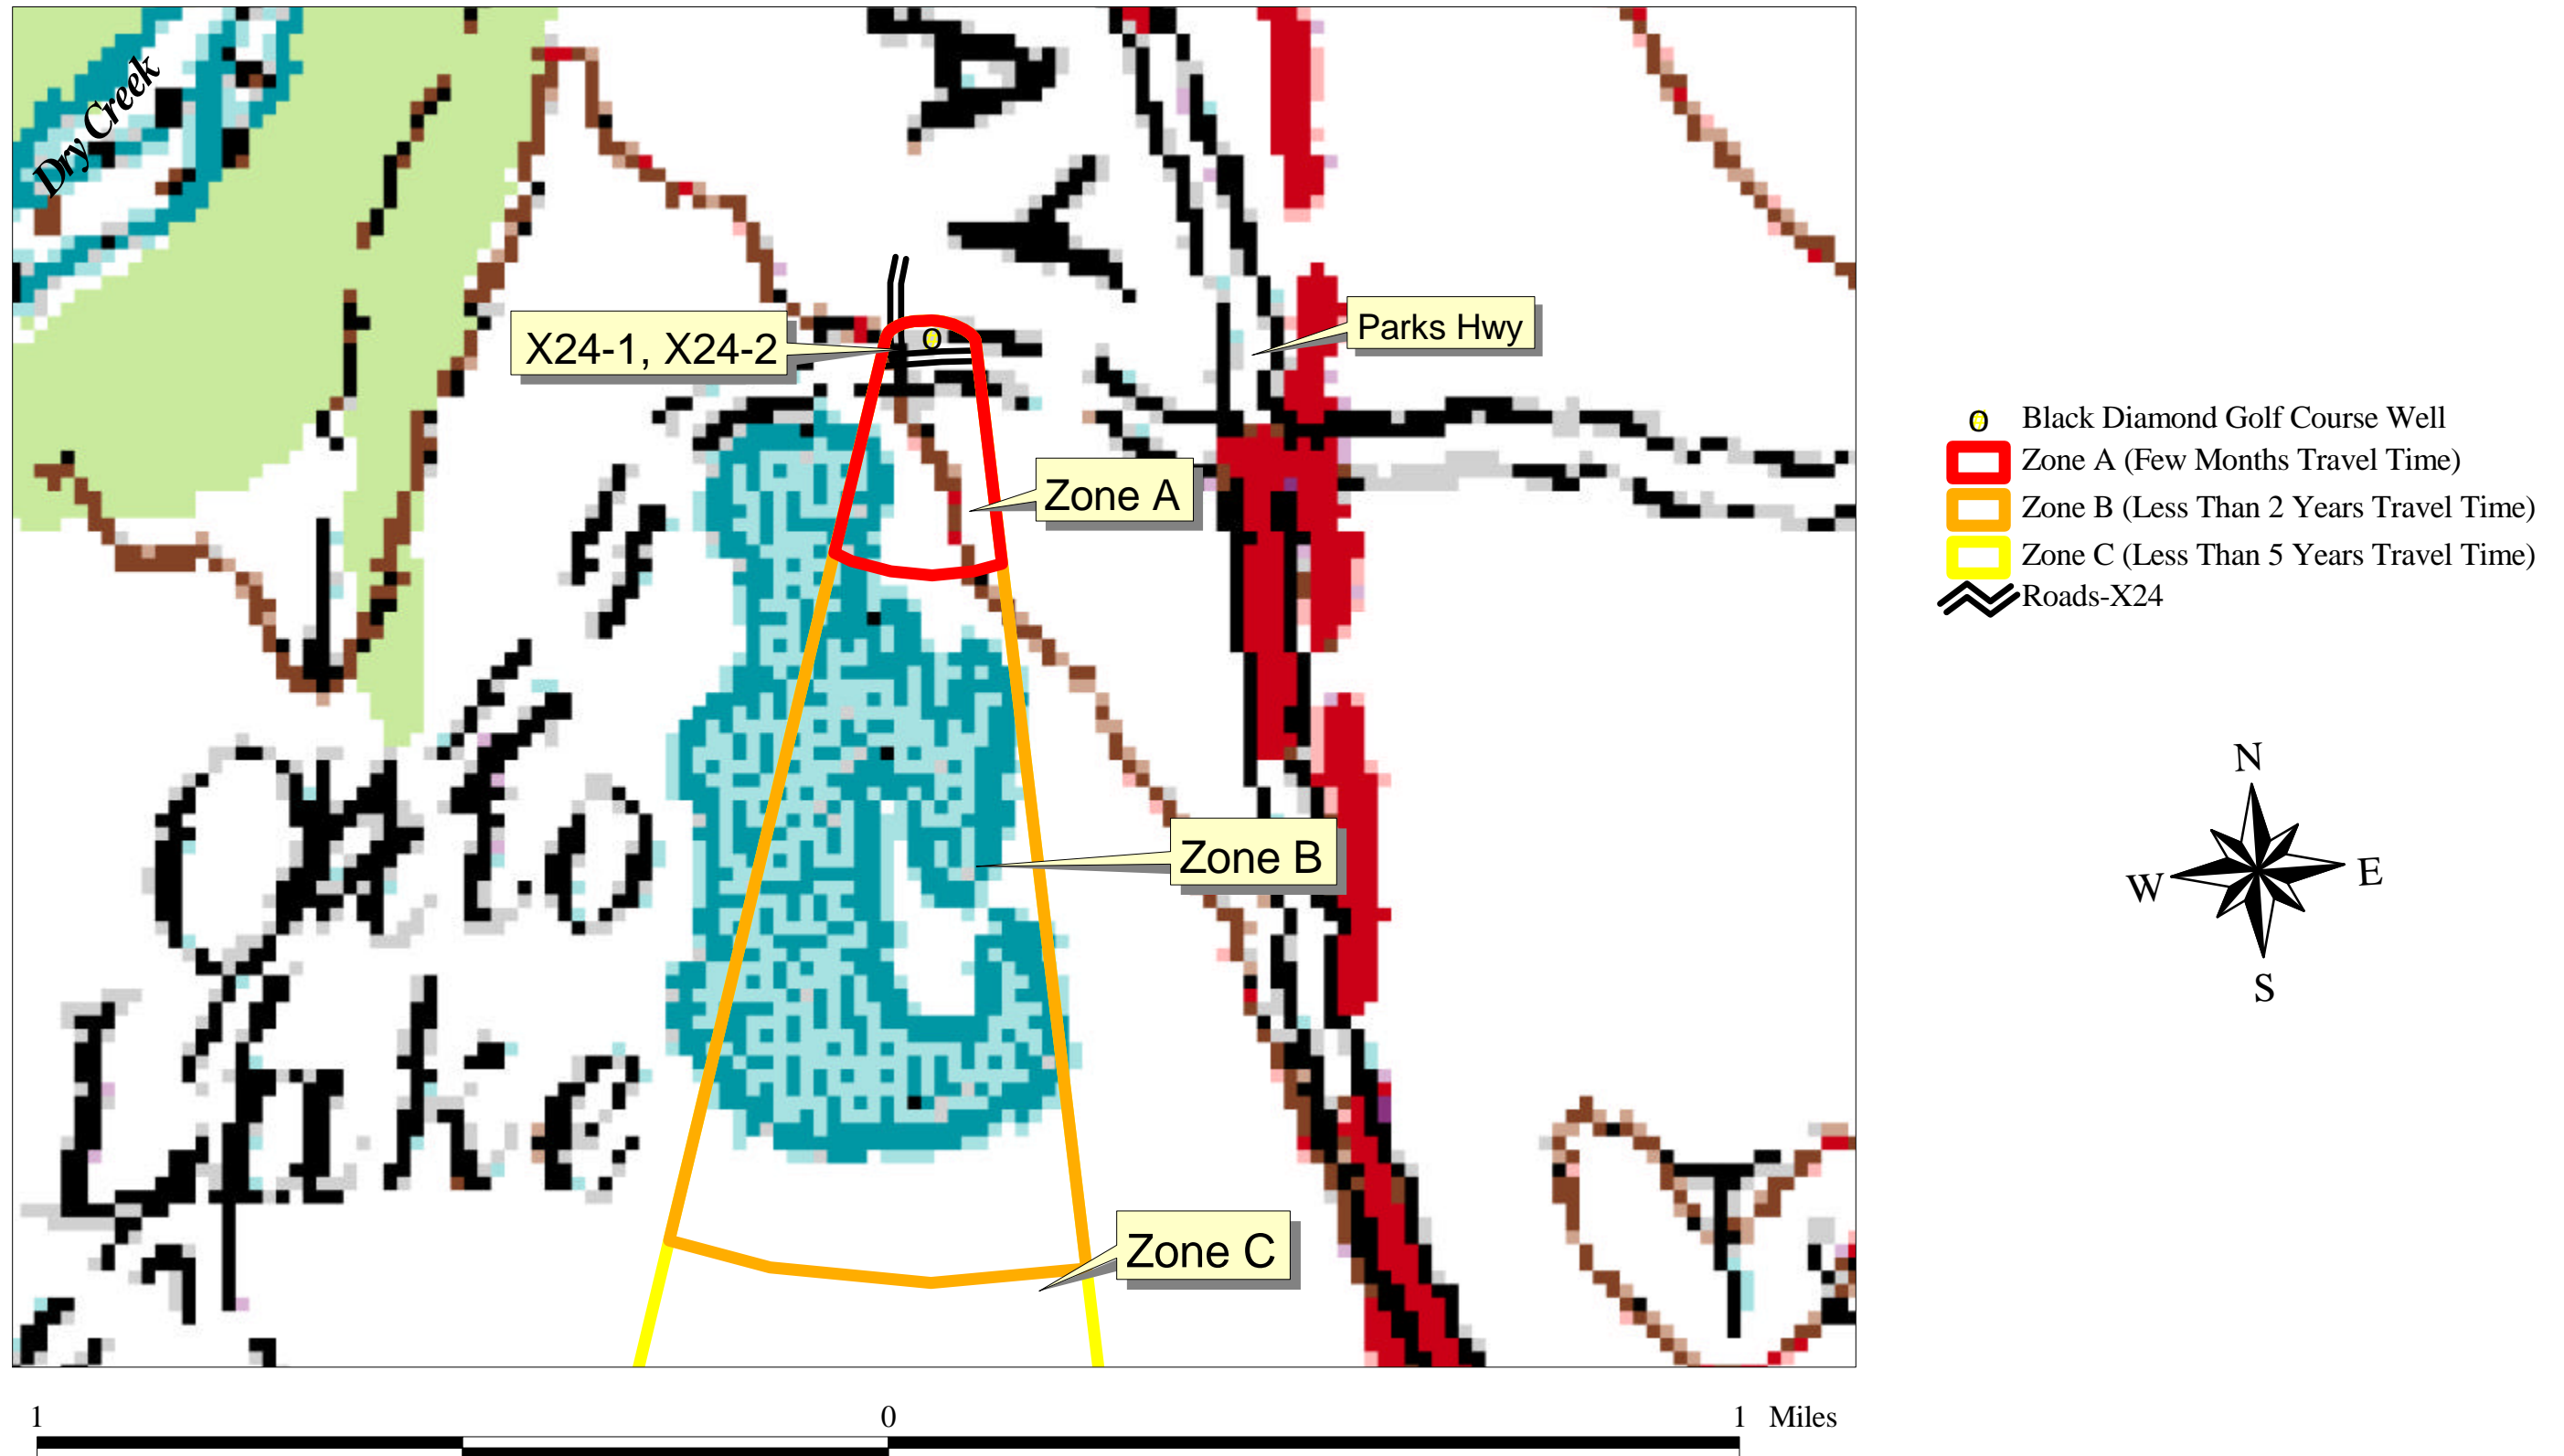 Dry Creek
X24-1, X24-2
Parks Hwy
Zone A
Zone B
Zone C
Otto
Lake
o Black Diamond Golf Course Well
Zone A (Few Months Travel Time)
Zone B (Less Than 2 Years Travel Time)
Zone C (Less Than 5 Years Travel Time)
Roads-X24
N
W E
S
1 0 1 Miles